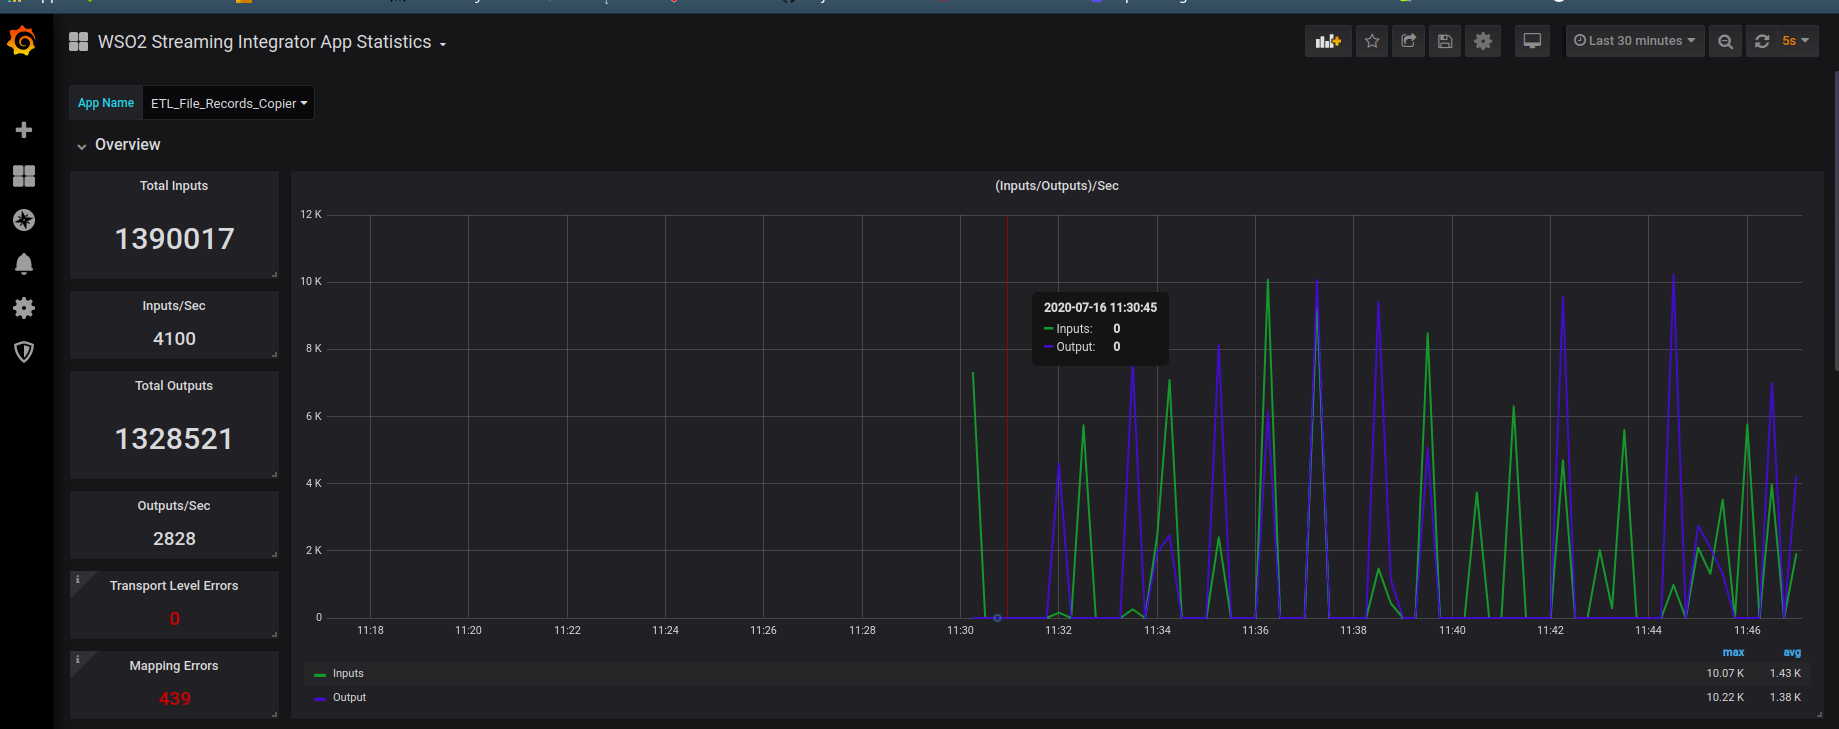 WSO2 Streaming Integrator App Statistics
Last 30 minutes
5s
App Name
ETL_File_Records_Copier
Overview
Total Inputs
1390017
Inputs/Sec
4100
Total Outputs
1328521
Outputs/Sec
2828
i
Transport Level Errors
0
i
Mapping Errors
439
(Inputs/Outputs)/Sec
12 K
10 K
8 K
6 K
4 K
2 K
0
2020-07-16 11:30:45
Inputs: 0
Output: 0
11:18 11:20 11:22 11:24 11:26 11:28 11:30 11:32 11:34 11:36 11:38 11:40 11:42 11:44 11:46
max avg
Inputs 10.07 K 1.43 K
Output 10.22 K 1.38 K